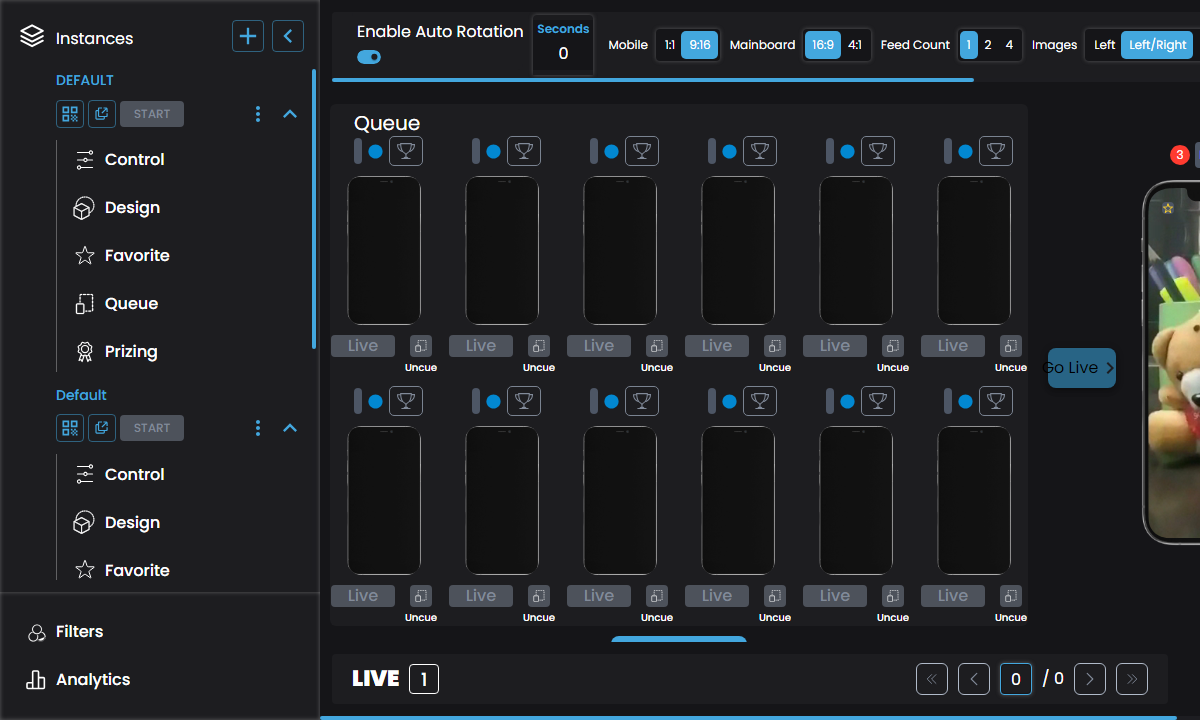 Instances
DEFAULT
START
Control
Design
Favorite
Queue
Prizing
Default
START
Control
Design
Favorite
Filters
Analytics
Enable Auto Rotation
Seconds
0
Mobile 1:1 9:16 Mainboard 16:9 4:1 Feed Count 1 2 4 Images Left Left/Right
Queue
Live Live Live Live Live Live
Uncue Uncue Uncue Uncue Uncue Uncue
Live Live Live Live Live Live
Uncue Uncue Uncue Uncue Uncue Uncue
3
Go Live
LIVE 1
0 / 0